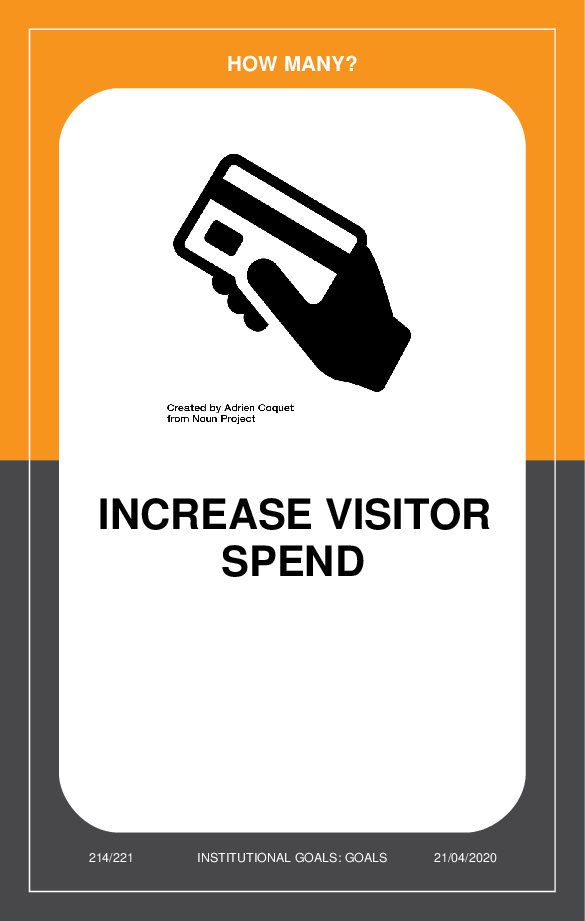 HOW MANY?
Created by Adrien Coquet
from Noun Project
INCREASE VISITOR
SPEND
214/221 INSTITUTIONAL GOALS: GOALS 21/04/2020